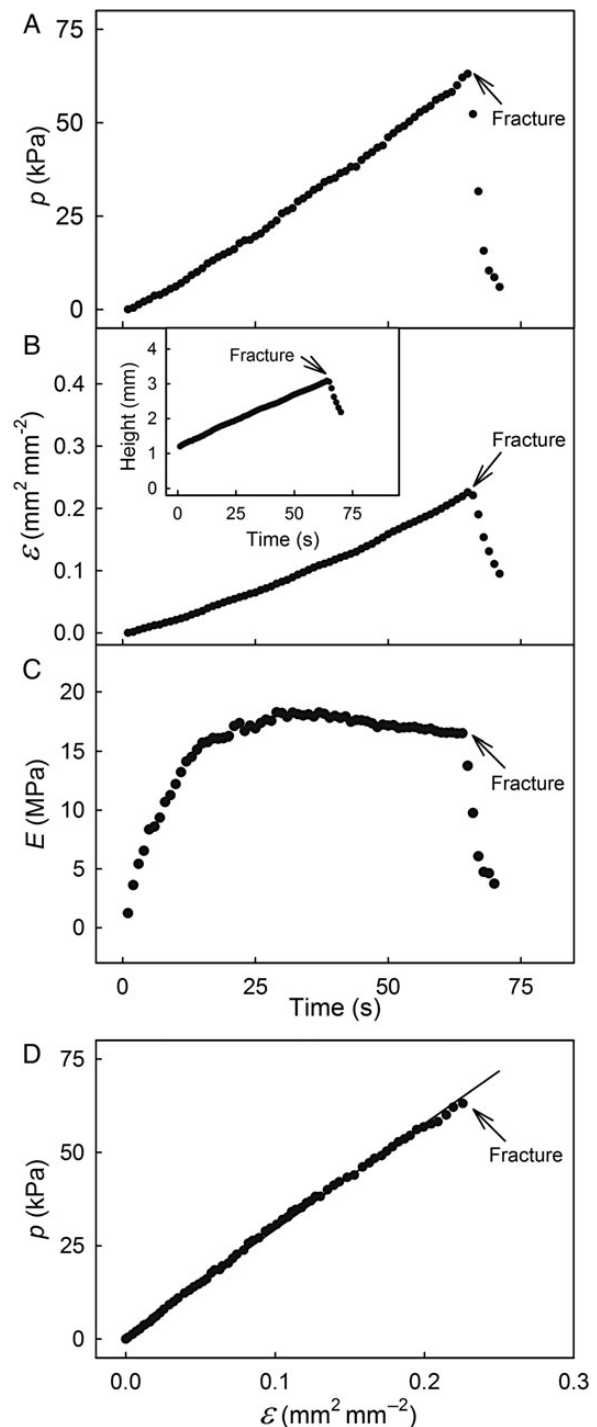 A
75
50
25
0
p (kPa)
Fracture
B
0.4
0.3
0.2
0.1
0.0
ε (mm² mm⁻²)
4
3
2
1
0
Height (mm)
Fracture
0
25
50
75
Time (s)
Fracture
C
20
15
10
5
0
E (MPa)
Fracture
0
25
50
75
Time (s)
D
75
50
25
0
p (kPa)
Fracture
0.0
0.1
0.2
0.3
ε (mm² mm⁻²)